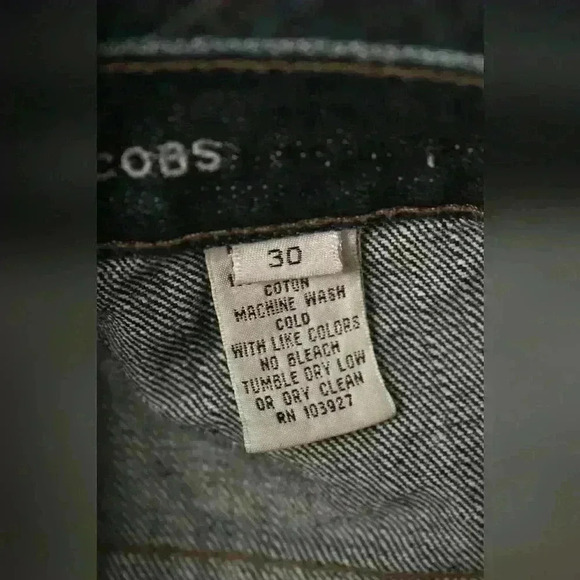 COBS
30
COTON
MACHINE WASH
COLD
WITH LIKE COLORS
NO BLEACH
TUMBLE DRY LOW
OR DRY CLEAN
RN 103927